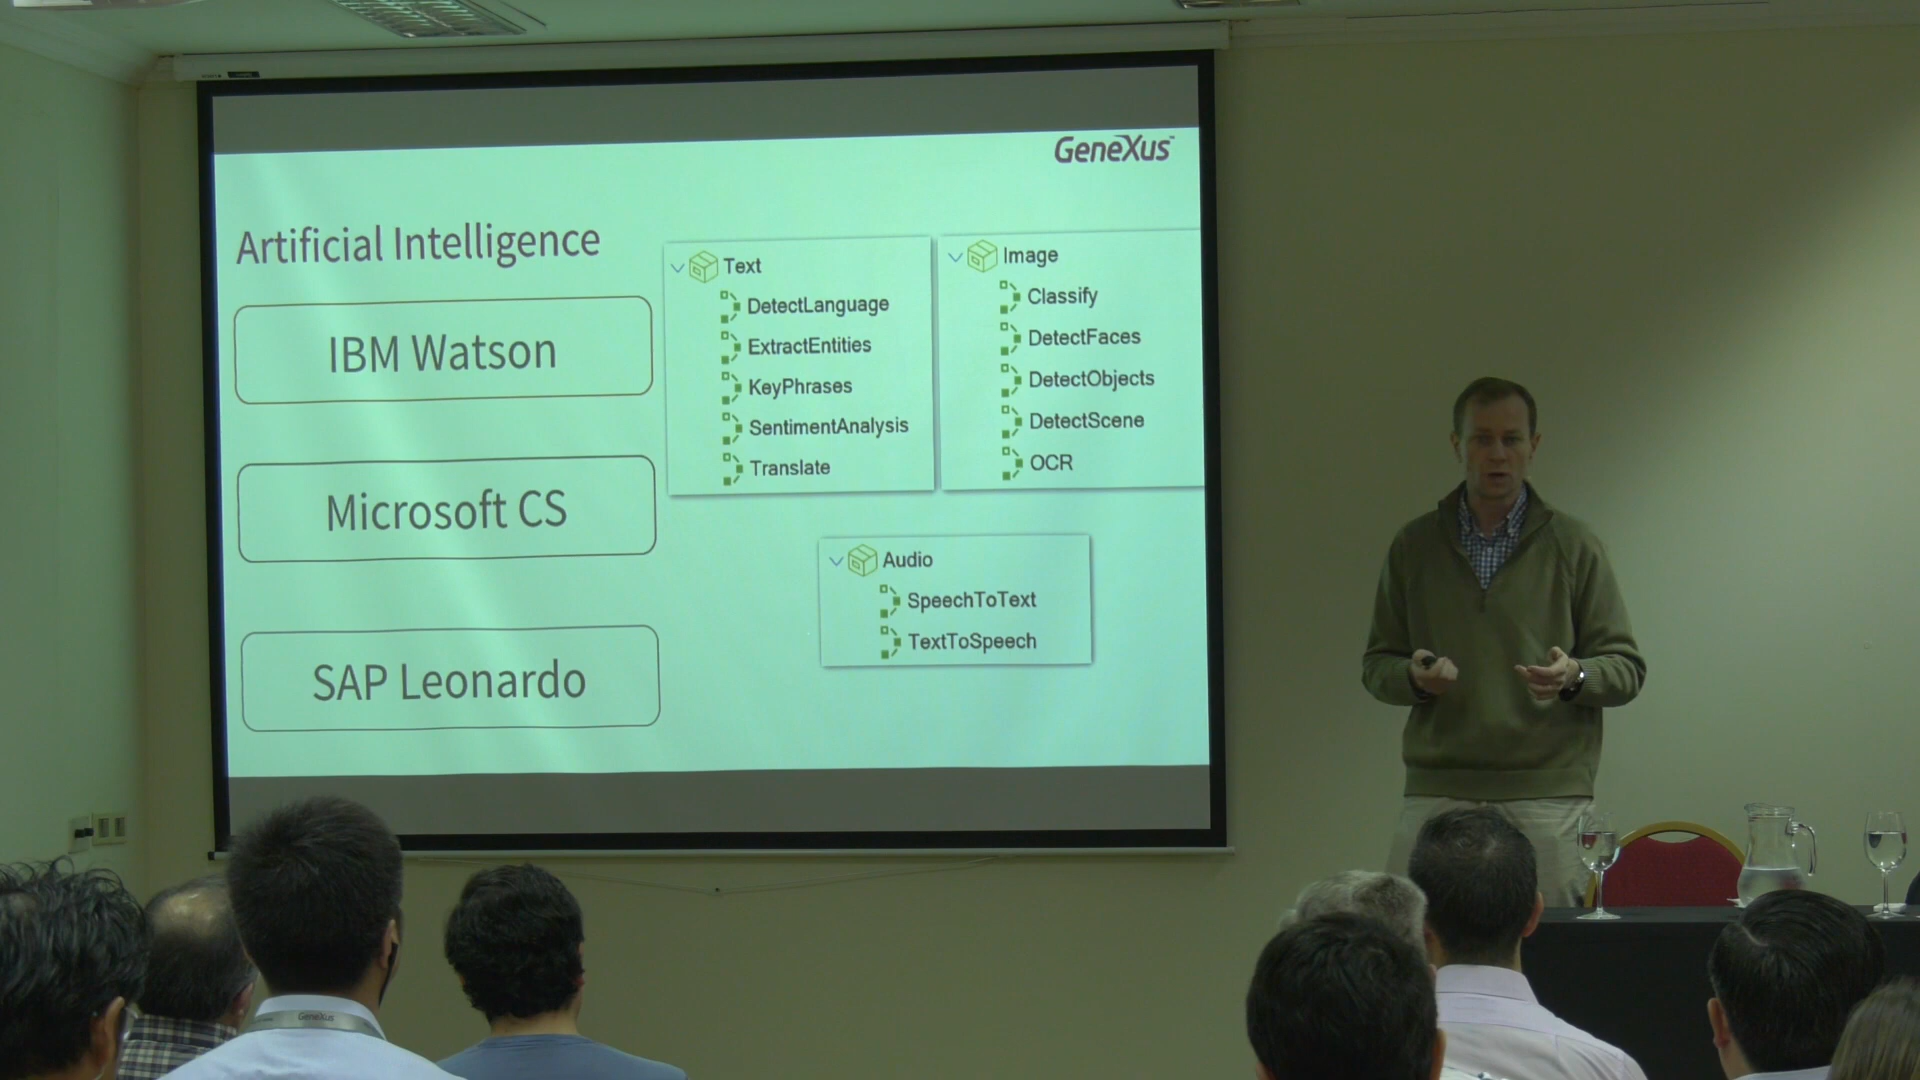 GeneXus™
Artificial Intelligence
IBM Watson
Microsoft CS
SAP Leonardo
Text
DetectLanguage
ExtractEntities
KeyPhrases
SentimentAnalysis
Translate
Image
Classify
DetectFaces
DetectObjects
DetectScene
OCR
Audio
SpeechToText
TextToSpeech
GeneXus